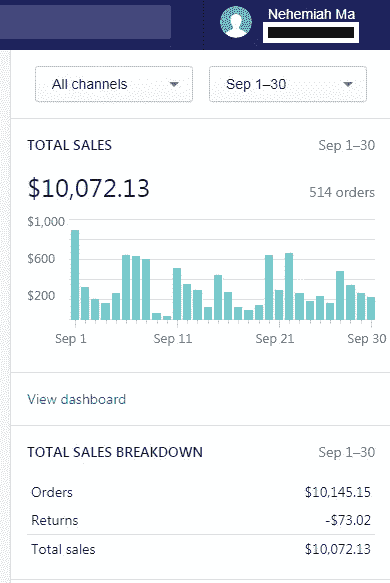 Nehemiah Ma
All channels
Sep 1–30
TOTAL SALES Sep 1–30
$10,072.13 514 orders
$1,000
$600
$200
Sep 1 Sep 11 Sep 21 Sep 30
View dashboard
TOTAL SALES BREAKDOWN Sep 1–30
Orders $10,145.15
Returns -$73.02
Total sales $10,072.13